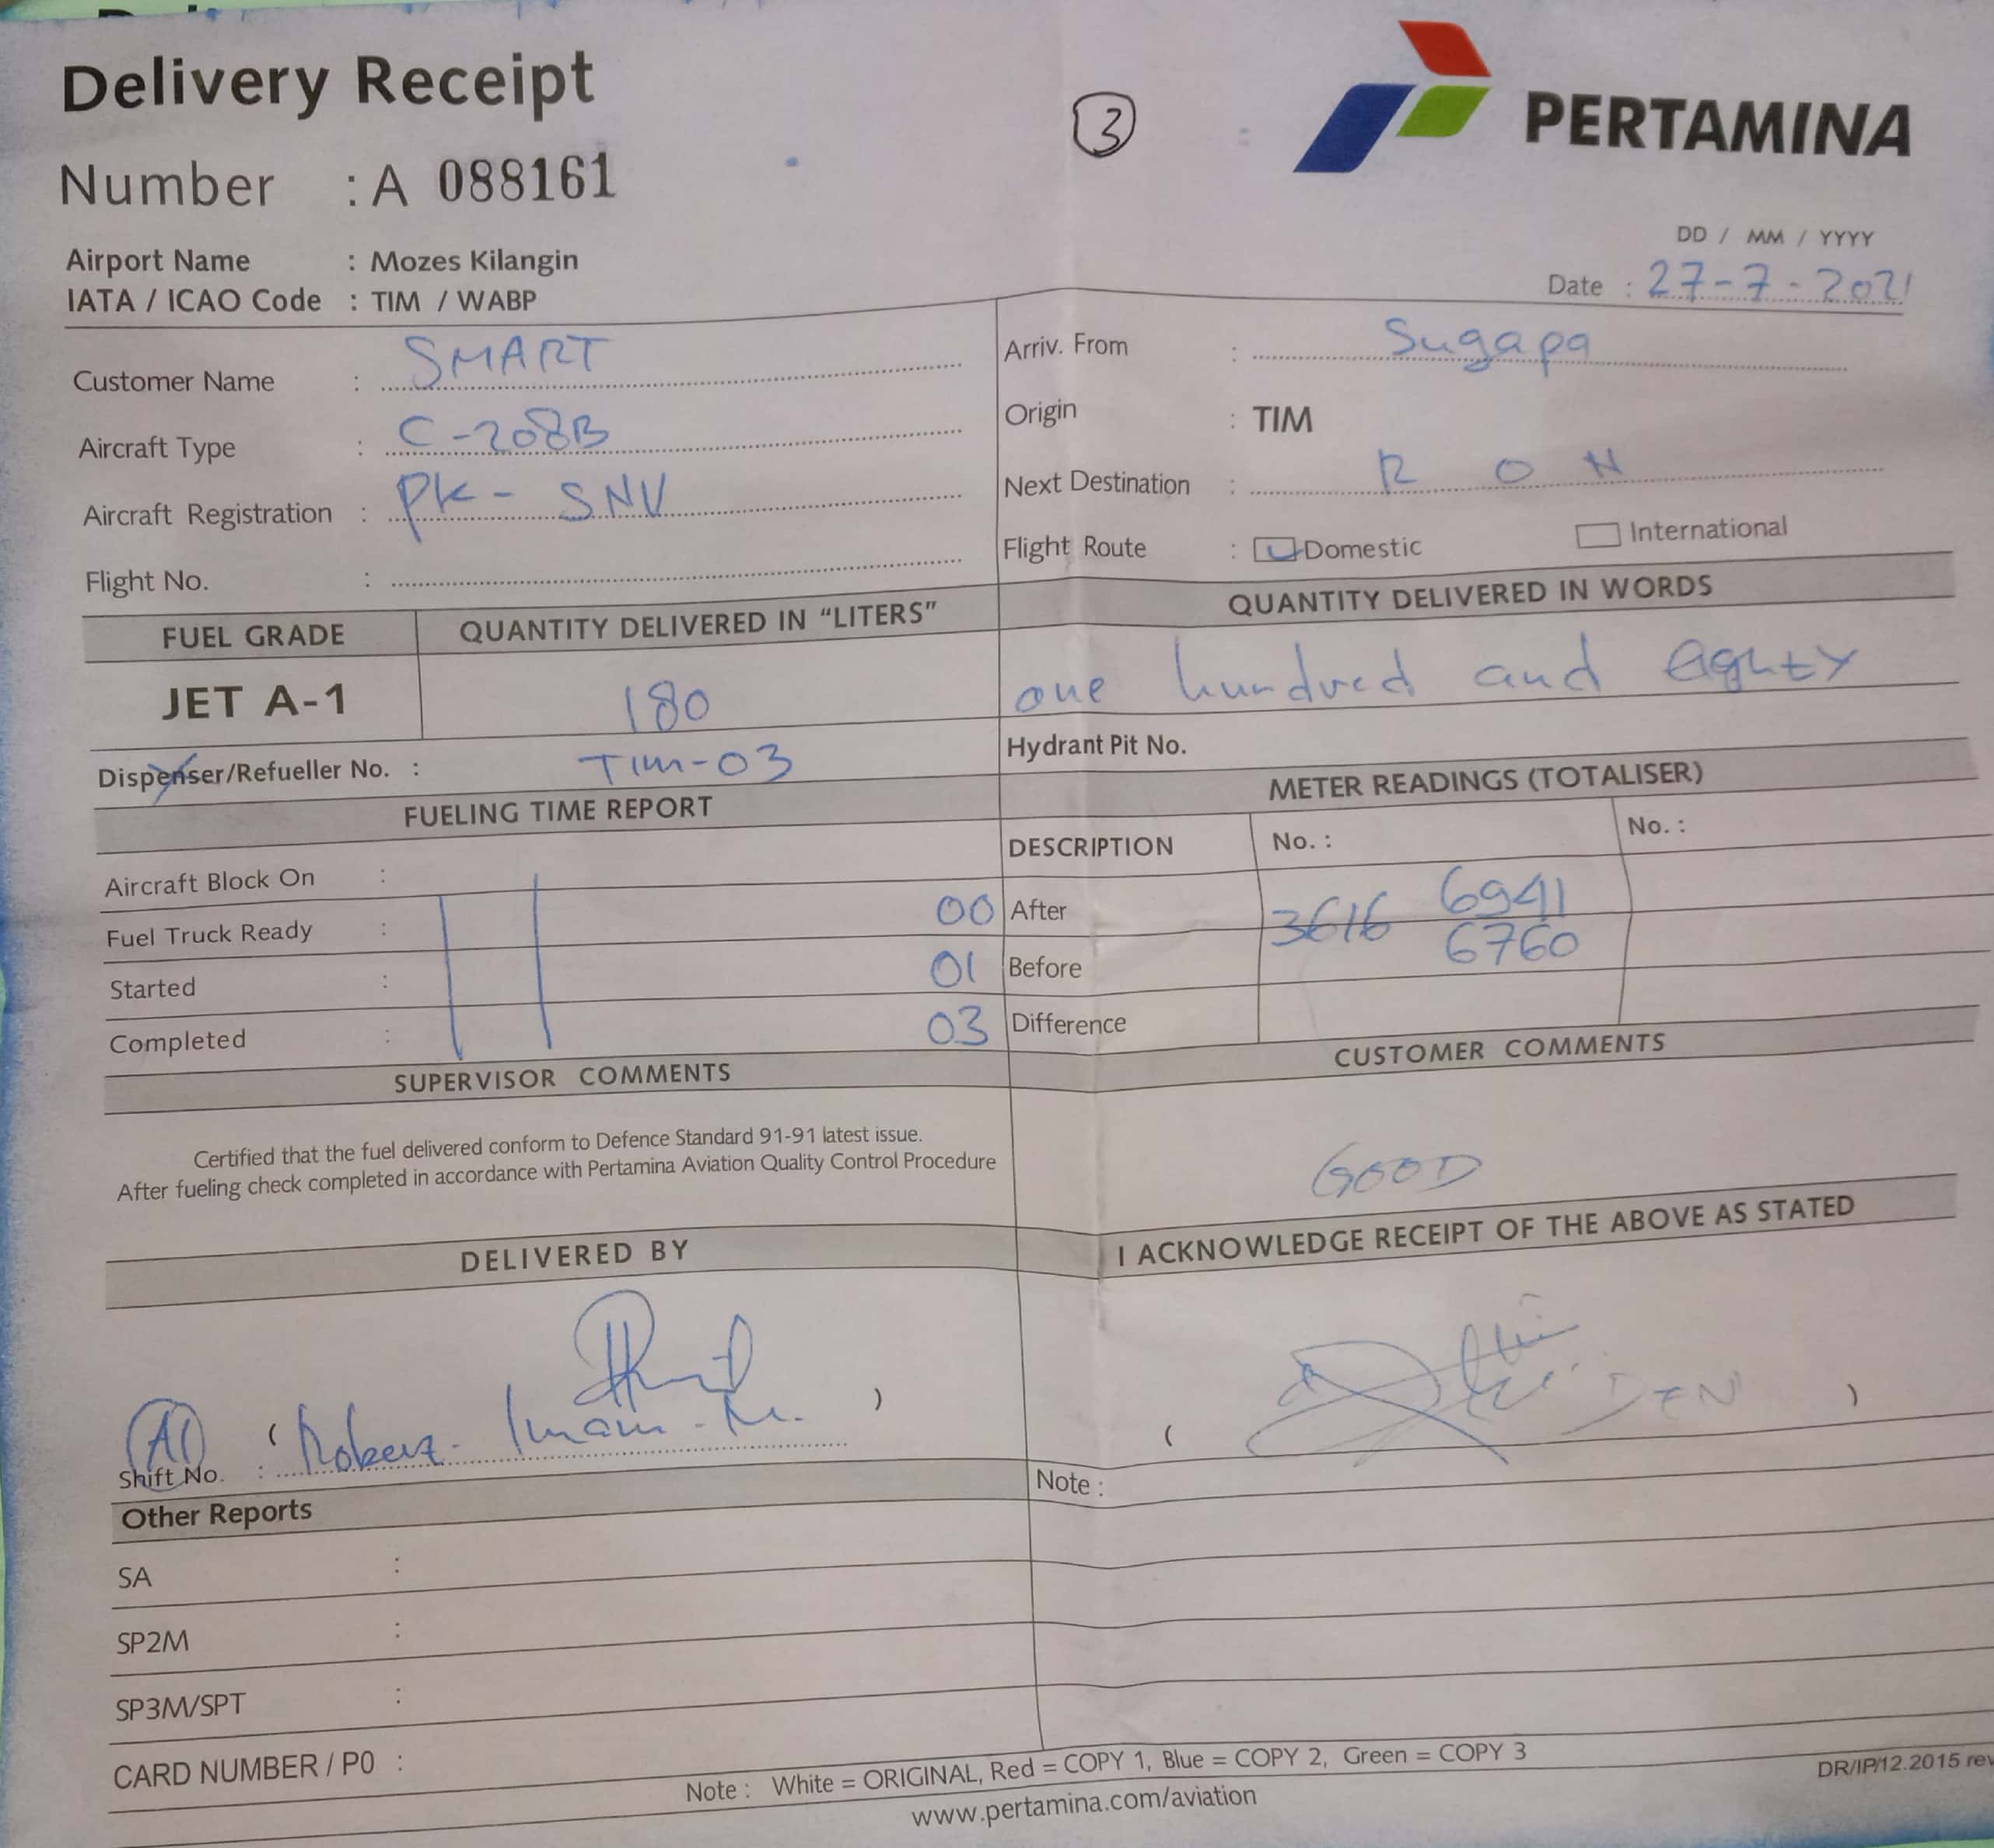 Delivery Receipt
3
PERTAMINA
Number : A 088161
Airport Name : Mozes Kilangin
IATA / ICAO Code : TIM / WABP
DD / MM / YYYY
Date : 27-7-2021
Customer Name : SMART
Aircraft Type : C-208B
Aircraft Registration : PK-SNV
Flight No. :
Arriv. From : Sugapa
Origin : TIM
Next Destination : R O N
Flight Route : Domestic International
FUEL GRADE QUANTITY DELIVERED IN "LITERS" QUANTITY DELIVERED IN WORDS
JET A-1 180 one hundred and eighty
Dispenser/Refueller No. : TIM-03 Hydrant Pit No.
FUELING TIME REPORT
METER READINGS (TOTALISER)
DESCRIPTION No. : No. :
Aircraft Block On :
Fuel Truck Ready : 00
Started : 01
Completed : 03
After 3616 6941
Before 6760
Difference
SUPERVISOR COMMENTS
CUSTOMER COMMENTS
Certified that the fuel delivered conform to Defence Standard 91-91 latest issue.
After fueling check completed in accordance with Pertamina Aviation Quality Control Procedure
GOOD
DELIVERED BY
I ACKNOWLEDGE RECEIPT OF THE ABOVE AS STATED
Shift No. : ( Imam )
( DEN )
Note :
Other Reports
SA :
SP2M :
SP3M/SPT :
CARD NUMBER / PO :
Note : White = ORIGINAL, Red = COPY 1, Blue = COPY 2, Green = COPY 3
DR/IP/12.2015 rev
www.pertamina.com/aviation